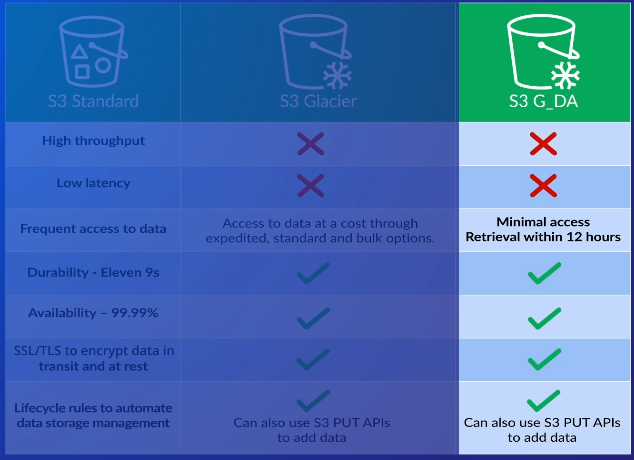 S3 Standard
S3 Glacier
S3 G_DA
High throughput
Low latency
Frequent access to data
Access to data at a cost through
expedited, standard and bulk options.
Minimal access
Retrieval within 12 hours
Durability - Eleven 9s
Availability – 99.99%
SSL/TLS to encrypt data in
transit and at rest
Lifecycle rules to automate
data storage management
Can also use S3 PUT APIs
to add data
Can also use S3 PUT APIs
to add data